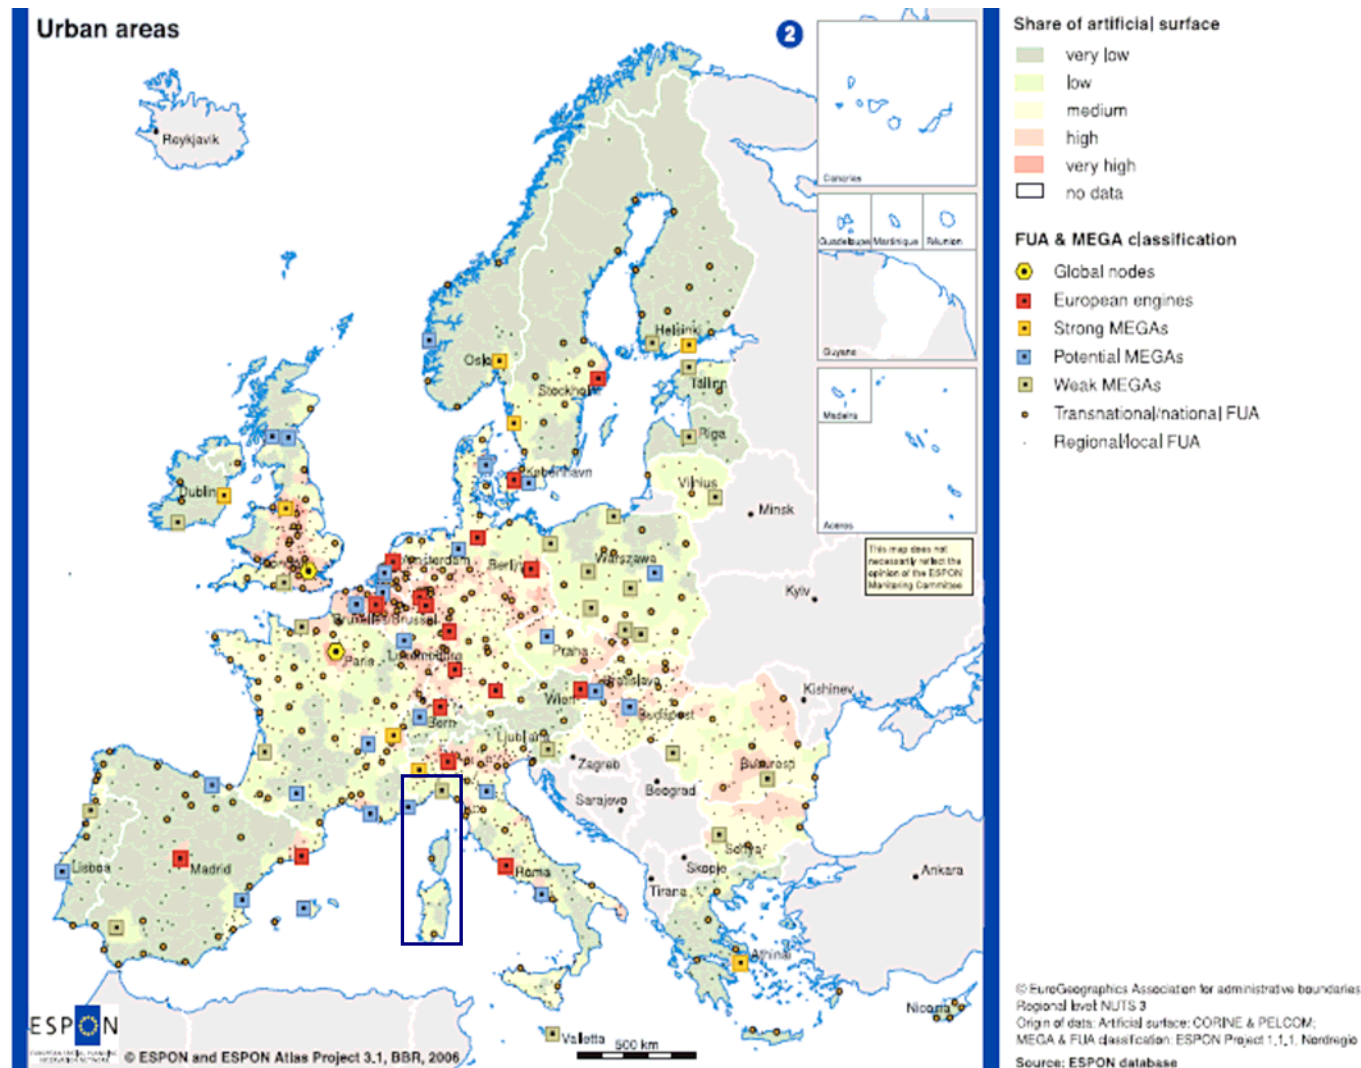 Urban areas
2
Reykjavik
Canaries
Guadeloupe
Martinique
Réunion
Guyane
Madeira
Acores
This map does not
necessarily reflect the
opinion of the ESPON
Monitoring Committee
Helsinki
Oslo
Stockholm
Tallinn
Riga
København
Vilnius
Dublin
Minsk
Amsterdam
Berlin
Warszawa
Kyiv
Bruxelles/Brussel
Paris
Luxembourg
Praha
Bratislava
Wien
Kishinev
Bern
Budapest
Ljubljana
Zagreb
Bukuresti
Beograd
Sarajevo
Sofiya
Lisboa
Madrid
Roma
Skopje
Tirana
Ankara
Athinai
Nicosia
Valletta
500 km
ESPON
© ESPON and ESPON Atlas Project 3.1, BBR, 2006
Share of artificial surface
very low
low
medium
high
very high
no data
FUA & MEGA classification
Global nodes
European engines
Strong MEGAs
Potential MEGAs
Weak MEGAs
Transnational/national FUA
Regional/local FUA
© EuroGeographics Association for administrative boundaries
Regional level: NUTS 3
Origin of data: Artificial surface: CORINE & PELCOM;
MEGA & FUA classification: ESPON Project 1.1.1, Nordregio
Source: ESPON database